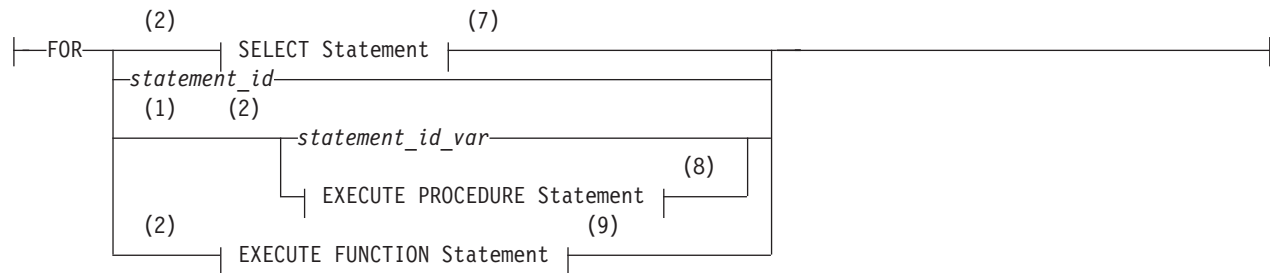 (2) (7)
FOR SELECT Statement
statement_id
(1) (2)
statement_id_var
(8)
EXECUTE PROCEDURE Statement
(2) (9)
EXECUTE FUNCTION Statement